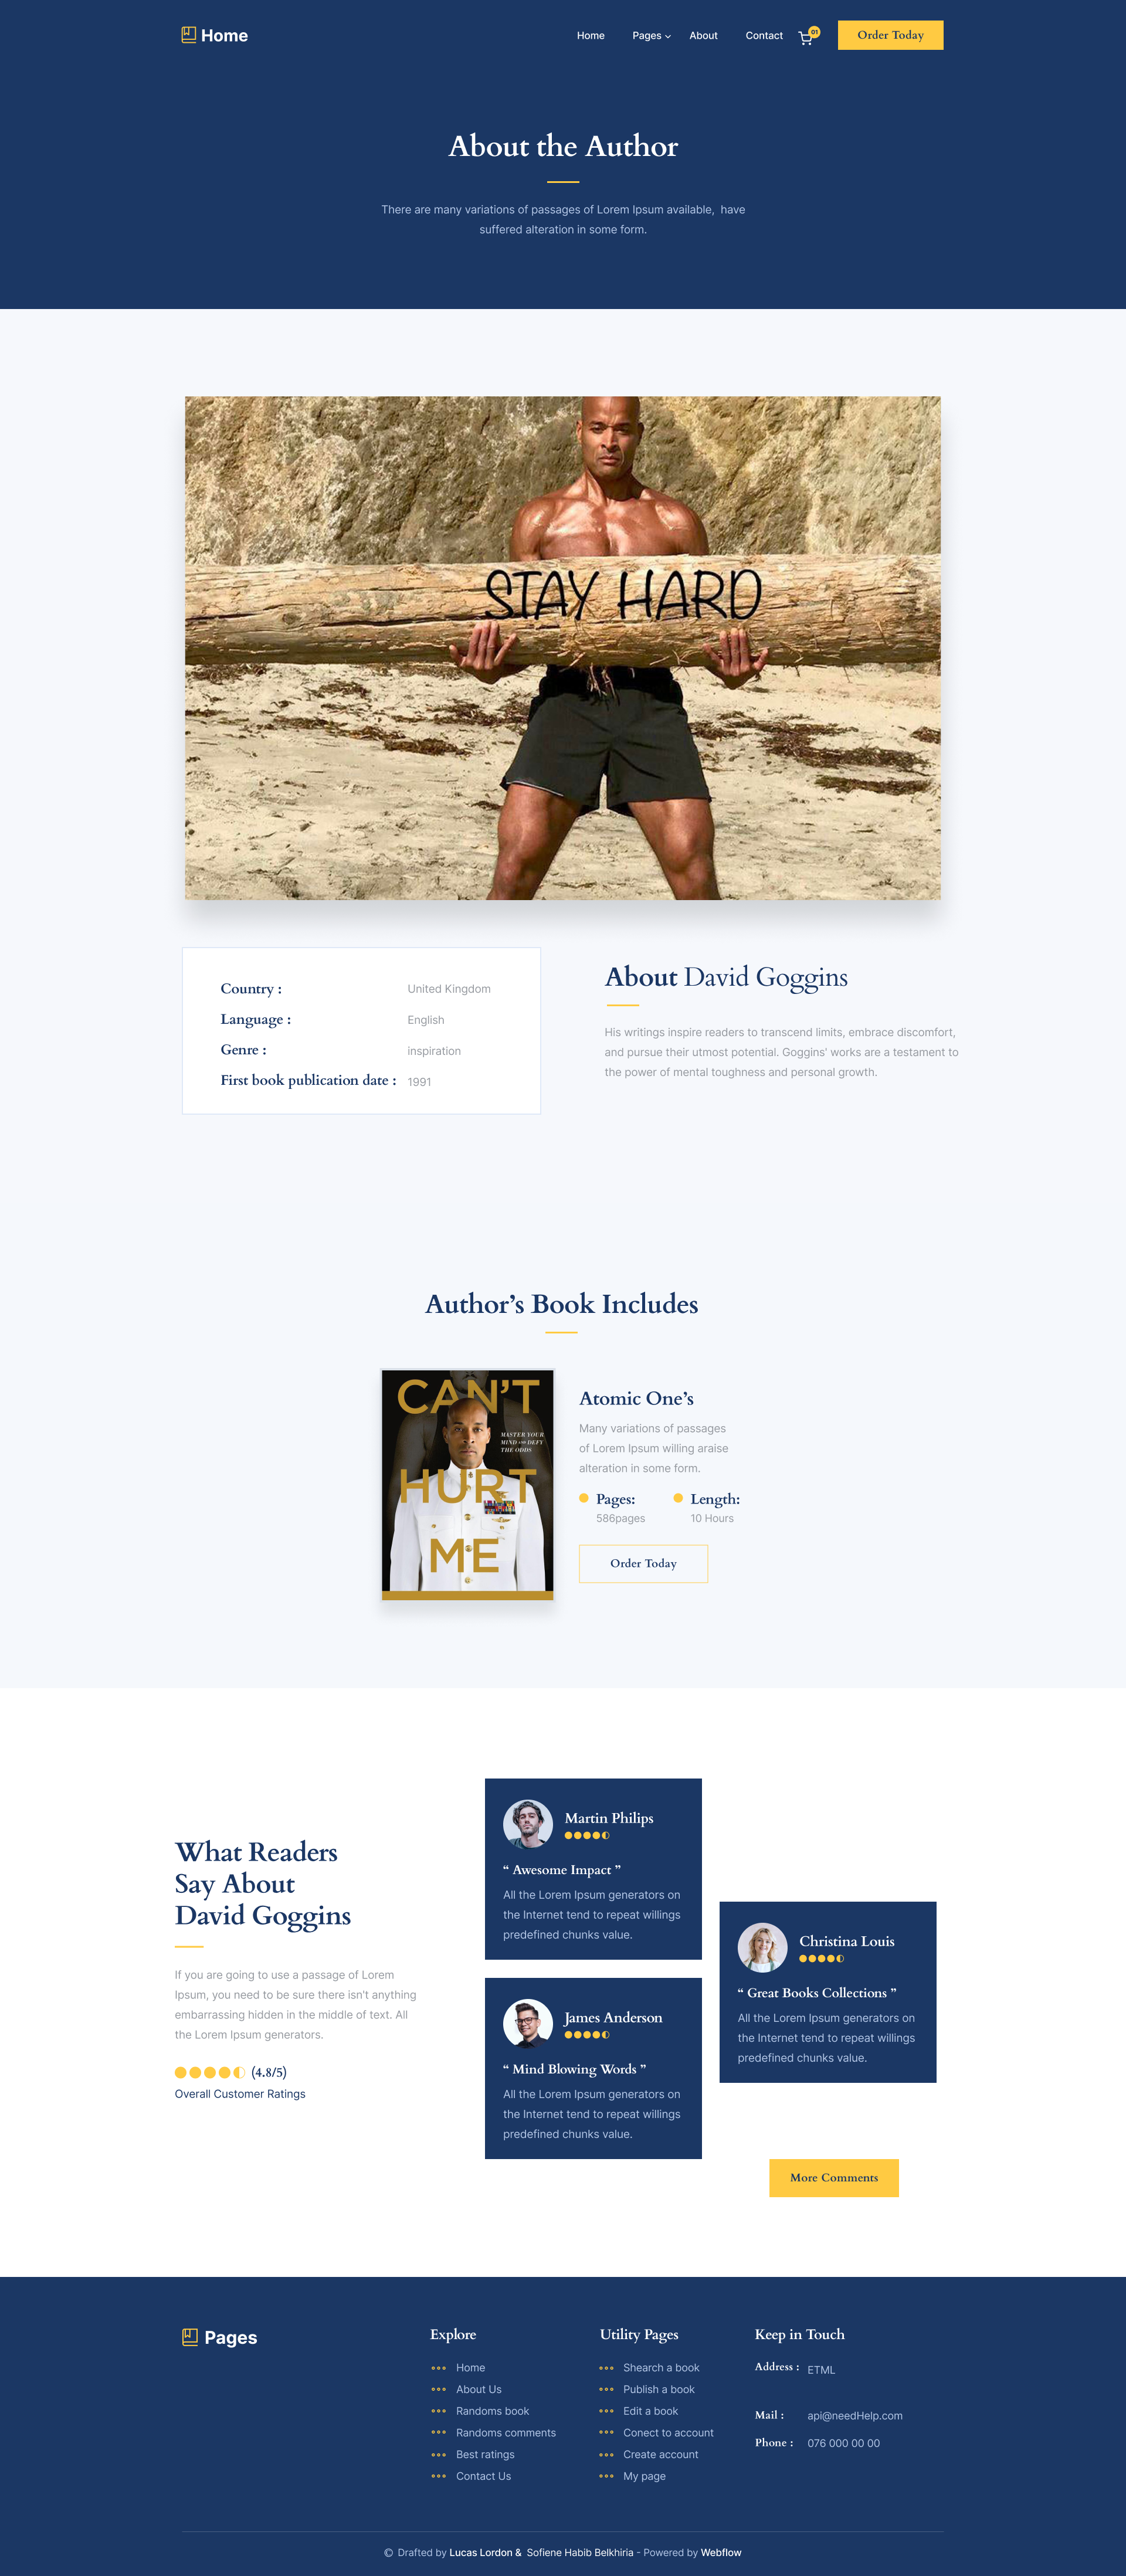 Home
Home Pages About Contact 01 Order Today
About the Author
There are many variations of passages of Lorem Ipsum available, have
suffered alteration in some form.
STAY HARD
Country : United Kingdom
Language : English
Genre : inspiration
First book publication date : 1991
About David Goggins
His writings inspire readers to transcend limits, embrace discomfort,
and pursue their utmost potential. Goggins' works are a testament to
the power of mental toughness and personal growth.
Author’s Book Includes
CAN'T
MASTER YOUR
MIND AND DEFY
THE ODDS
HURT
ME
Atomic One’s
Many variations of passages
of Lorem Ipsum willing araise
alteration in some form.
Pages: Length:
586pages 10 Hours
Order Today
What Readers
Say About
David Goggins
If you are going to use a passage of Lorem
Ipsum, you need to be sure there isn't anything
embarrassing hidden in the middle of text. All
the Lorem Ipsum generators.
(4.8/5)
Overall Customer Ratings
Martin Philips
“ Awesome Impact ”
All the Lorem Ipsum generators on
the Internet tend to repeat willings
predefined chunks value.
James Anderson
“ Mind Blowing Words ”
All the Lorem Ipsum generators on
the Internet tend to repeat willings
predefined chunks value.
Christina Louis
“ Great Books Collections ”
All the Lorem Ipsum generators on
the Internet tend to repeat willings
predefined chunks value.
More Comments
Pages
Explore
Home
About Us
Randoms book
Randoms comments
Best ratings
Contact Us
Utility Pages
Shearch a book
Publish a book
Edit a book
Conect to account
Create account
My page
Keep in Touch
Address : ETML
Mail : api@needHelp.com
Phone : 076 000 00 00
© Drafted by Lucas Lordon & Sofiene Habib Belkhiria - Powered by Webflow